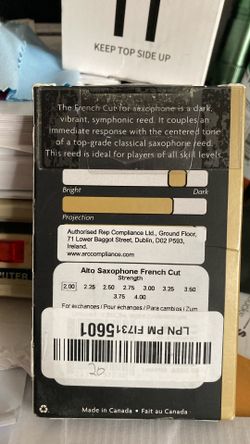 KEEP TOP SIDE UP
The French Cut for saxophone is a dark,
vibrant, symphonic reed. It couples an
immediate response with the centered tone
of a top-grade classical saxophone reed.
This reed is ideal for players of all skill levels.
Bright Dark
Projection
Authorised Rep Compliance Ltd., Ground Floor,
71 Lower Baggot Street, Dublin, D02 P593,
Ireland.
www.arccompliance.com
Alto Saxophone French Cut
Strength
2.00 2.25 2.50 2.75 3.00 3.25 3.50
3.75 4.00
For exchanges / Pour échanges / Para cambios / Zum
LPN PM FI7315601
20
Made in Canada • Fait au Canada
MITER